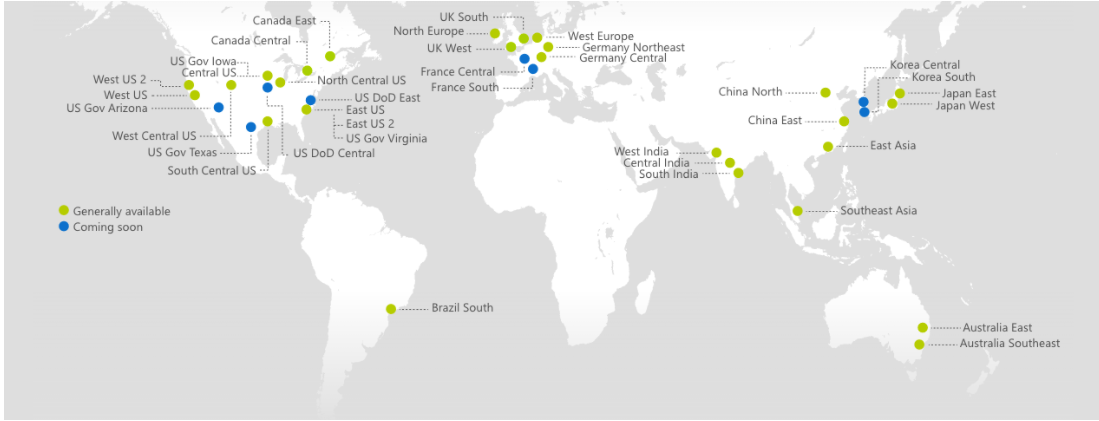 Canada East
Canada Central
US Gov Iowa
Central US
North Central US
West US 2
West US
US Gov Arizona
West Central US
US Gov Texas
South Central US
US DoD East
East US
East US 2
US Gov Virginia
US DoD Central
UK South
North Europe
UK West
West Europe
Germany Northeast
Germany Central
France Central
France South
Korea Central
Korea South
China North
Japan East
Japan West
China East
East Asia
West India
Central India
South India
Southeast Asia
Generally available
Coming soon
Brazil South
Australia East
Australia Southeast